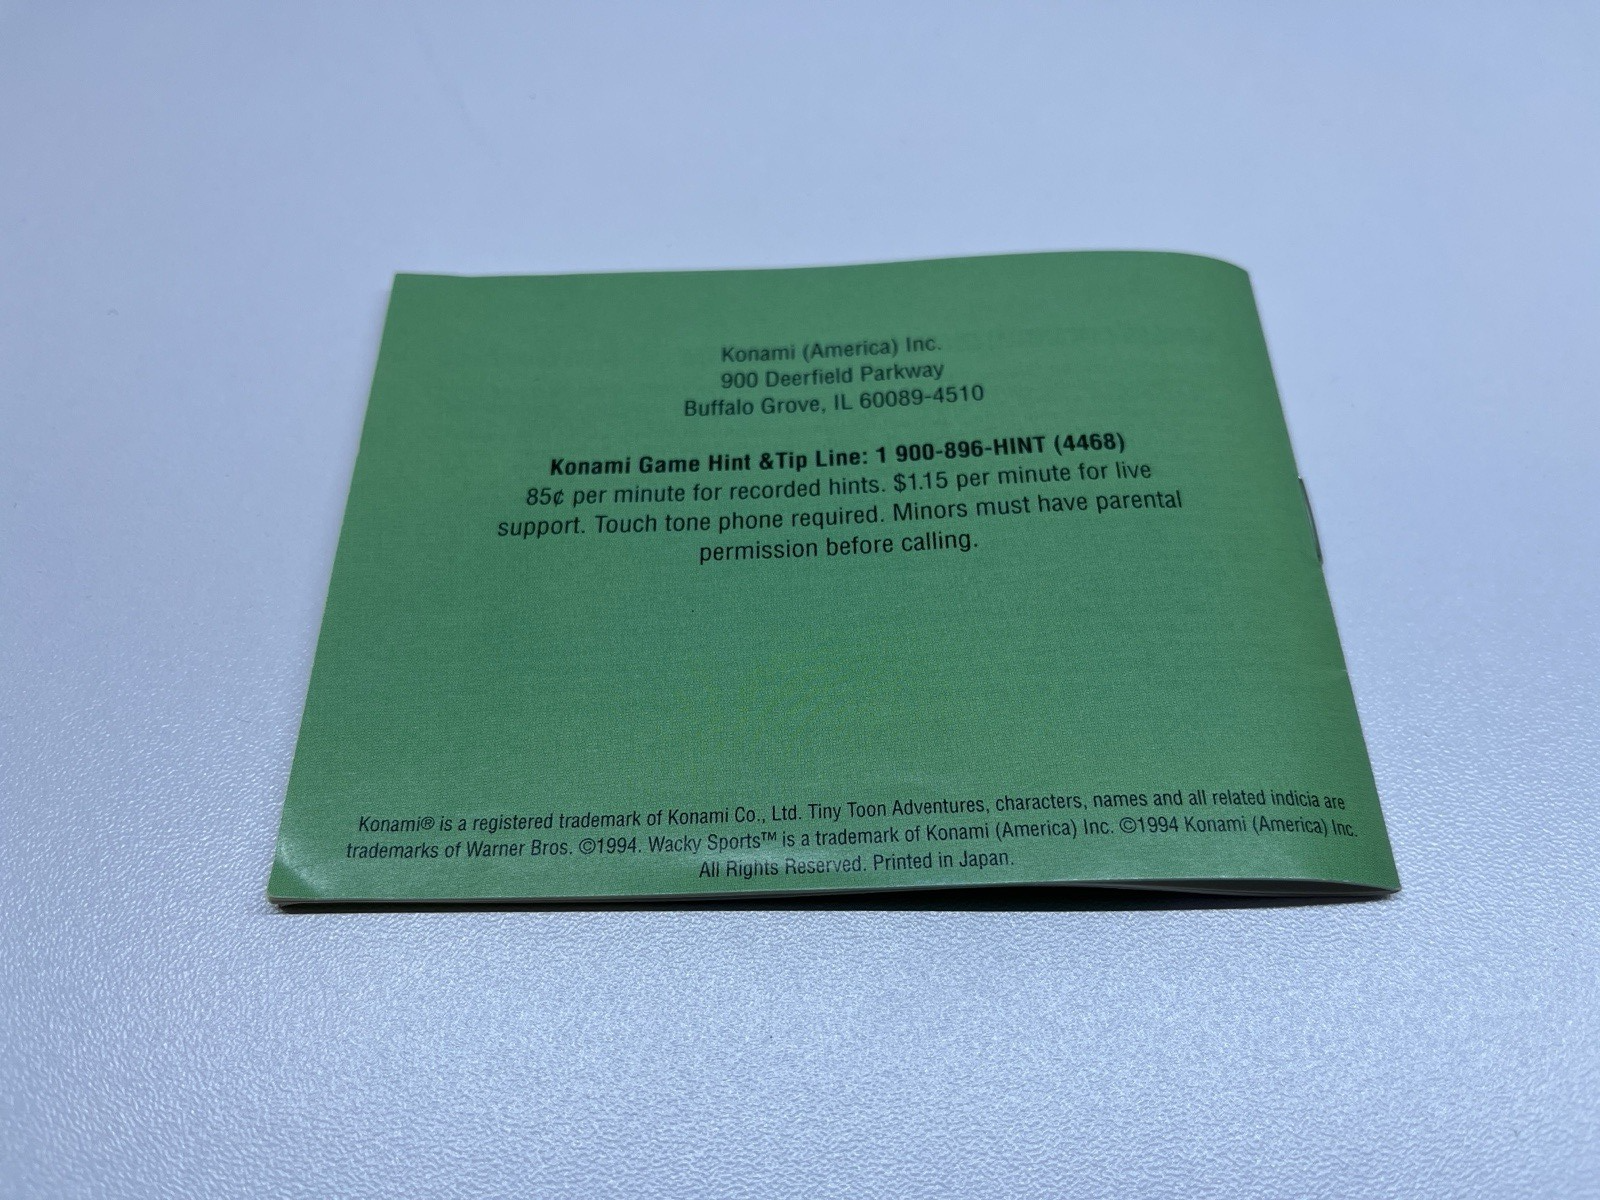 Konami (America) Inc.
900 Deerfield Parkway
Buffalo Grove, IL 60089-4510
Konami Game Hint &Tip Line: 1 900-896-HINT (4468)
85¢ per minute for recorded hints. $1.15 per minute for live
support. Touch tone phone required. Minors must have parental
permission before calling.
Konami® is a registered trademark of Konami Co., Ltd. Tiny Toon Adventures, characters, names and all related indicia are
trademarks of Warner Bros. ©1994. Wacky Sports™ is a trademark of Konami (America) Inc. ©1994 Konami (America) Inc.
All Rights Reserved. Printed in Japan.